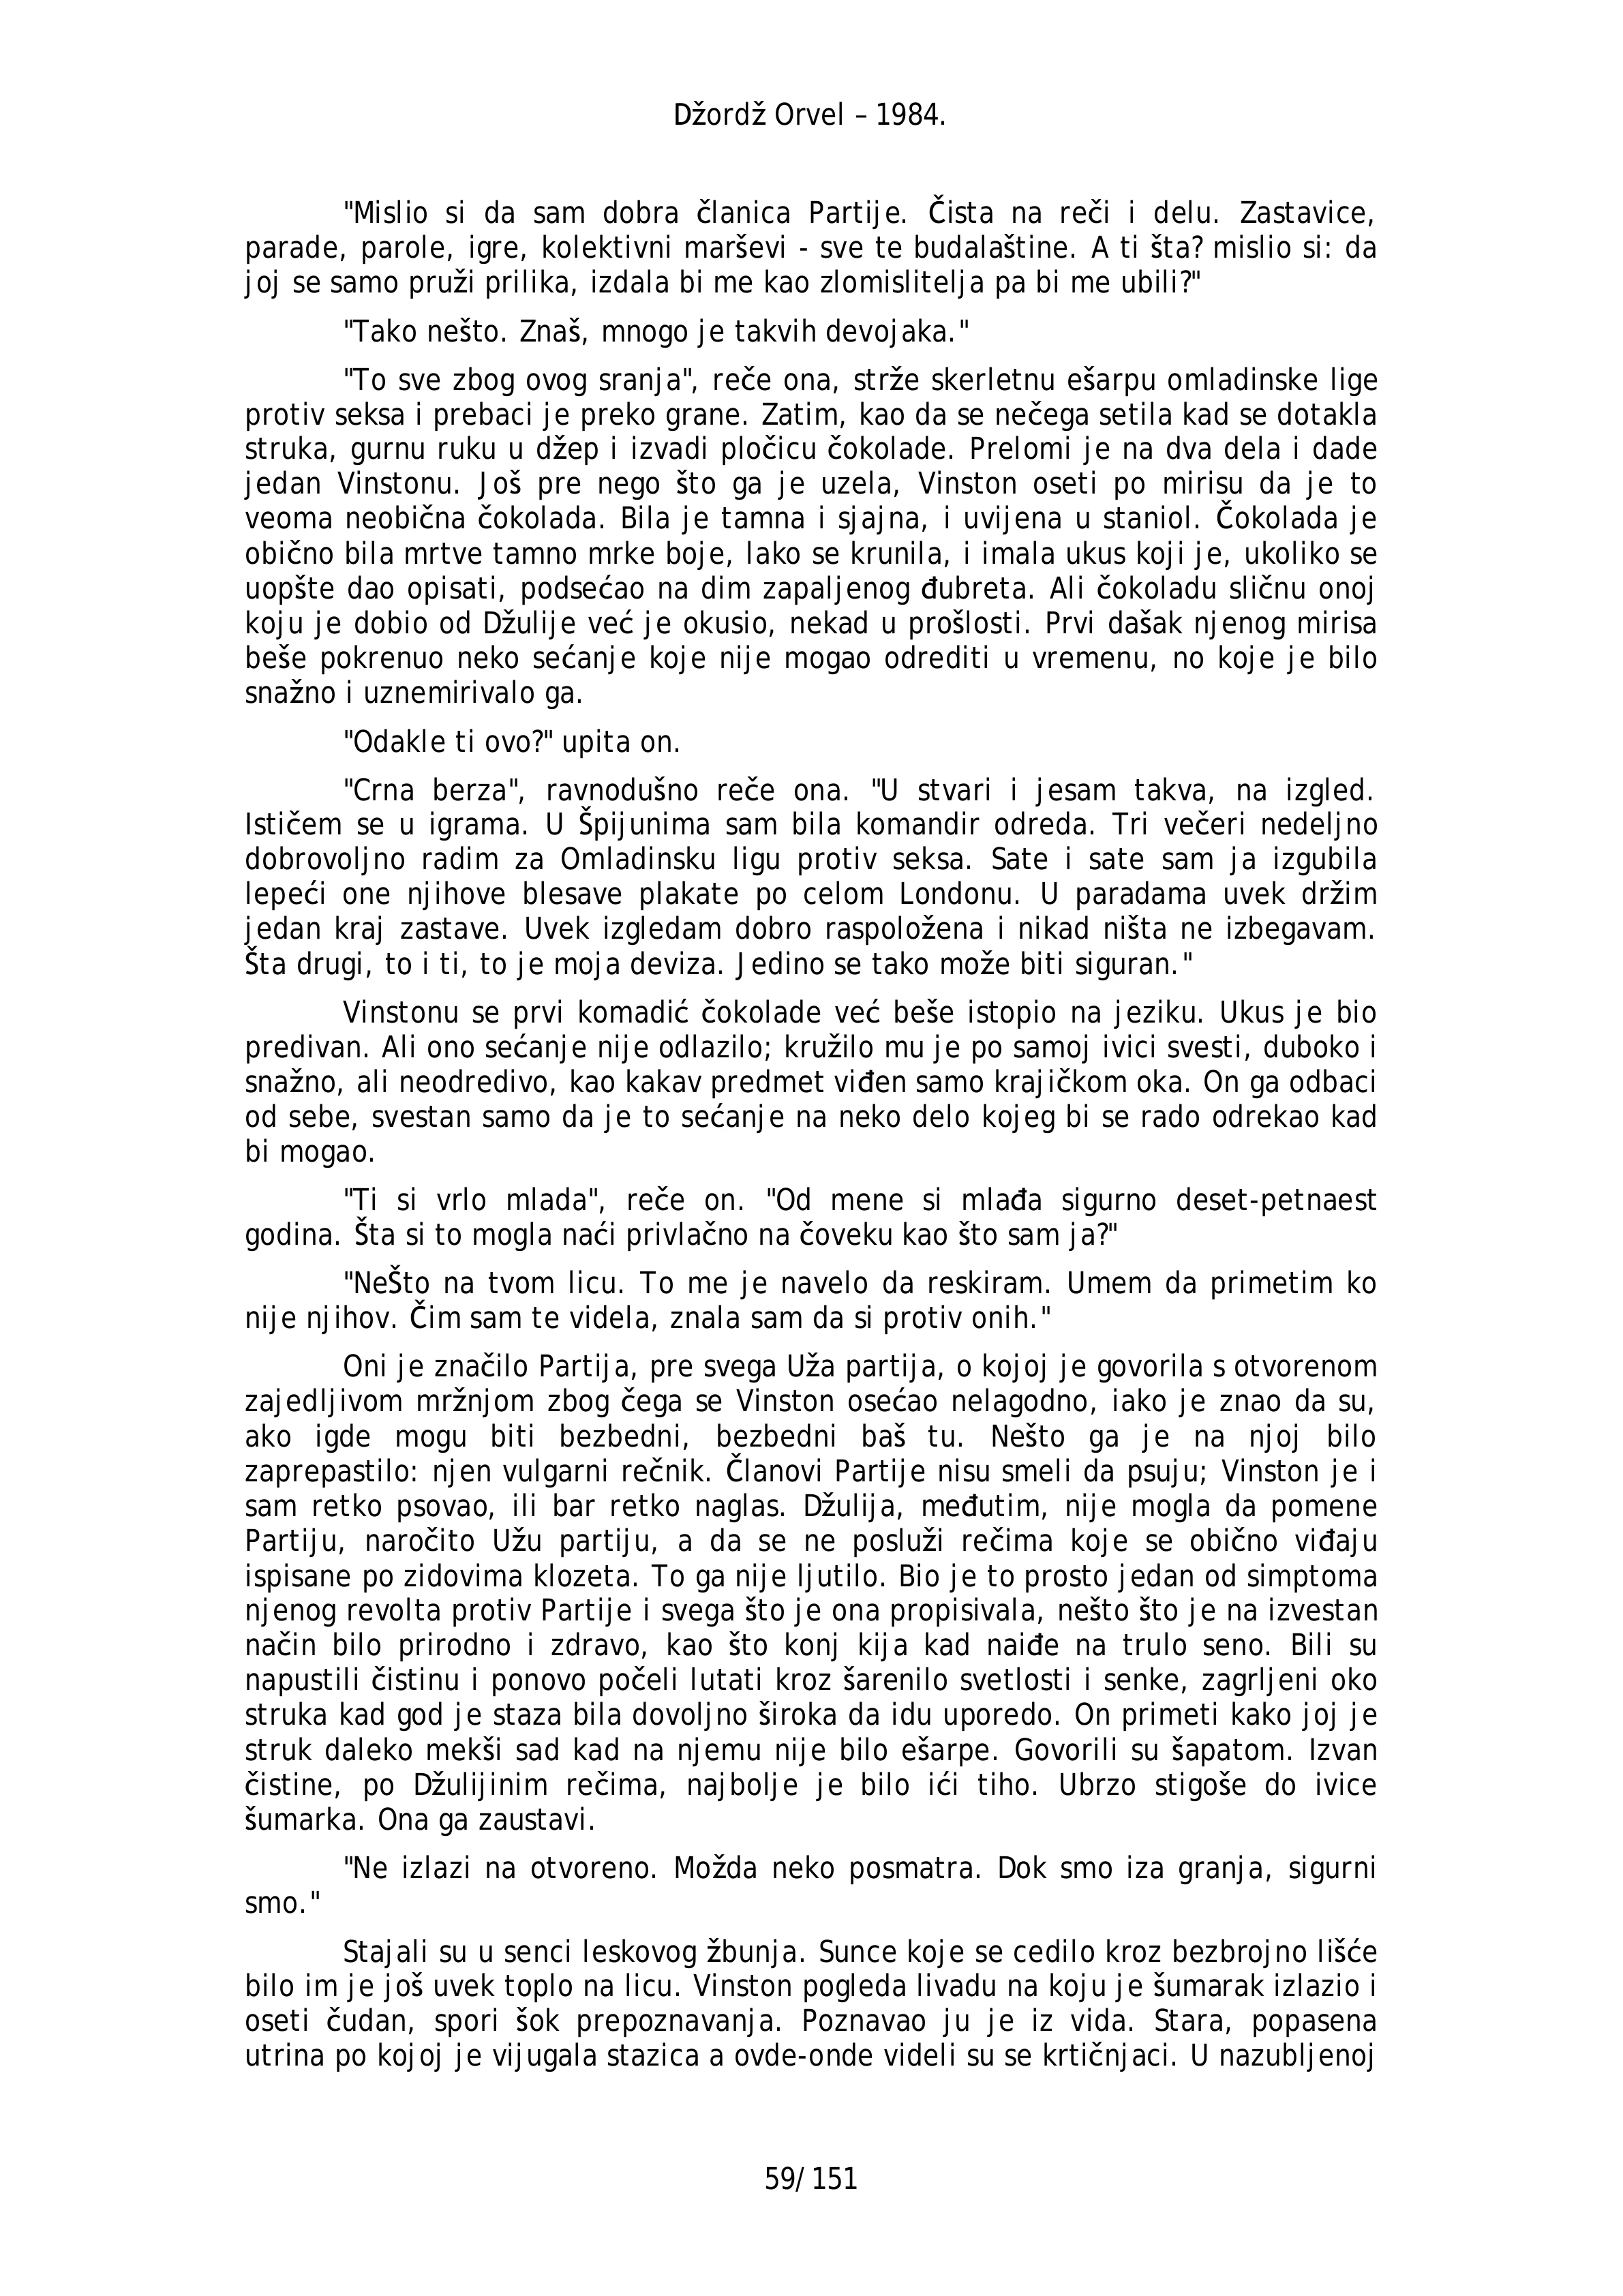 Džordž Orvel – 1984.
"Mislio si da sam dobra članica Partije. Čista na reči i delu. Zastavice,
parade, parole, igre, kolektivni marševi - sve te budalaštine. A ti šta? mislio si: da
joj se samo pruži prilika, izdala bi me kao zlomislitelja pa bi me ubili?"
"Tako nešto. Znaš, mnogo je takvih devojaka."
"To sve zbog ovog sranja", reče ona, strže skerletnu ešarpu omladinske lige
protiv seksa i prebaci je preko grane. Zatim, kao da se nečega setila kad se dotakla
struka, gurnu ruku u džep i izvadi pločicu čokolade. Prelomi je na dva dela i dade
jedan Vinstonu. Još pre nego što ga je uzela, Vinston oseti po mirisu da je to
veoma neobična čokolada. Bila je tamna i sjajna, i uvijena u staniol. Čokolada je
obično bila mrtve tamno mrke boje, lako se krunila, i imala ukus koji je, ukoliko se
uopšte dao opisati, podsećao na dim zapaljenog đubreta. Ali čokoladu sličnu onoj
koju je dobio od Džulije već je okusio, nekad u prošlosti. Prvi dašak njenog mirisa
beše pokrenuo neko sećanje koje nije mogao odrediti u vremenu, no koje je bilo
snažno i uznemirivalo ga.
"Odakle ti ovo?" upita on.
"Crna berza", ravnodušno reče ona. "U stvari i jesam takva, na izgled.
Ističem se u igrama. U Špijunima sam bila komandir odreda. Tri večeri nedeljno
dobrovoljno radim za Omladinsku ligu protiv seksa. Sate i sate sam ja izgubila
lepeći one njihove blesave plakate po celom Londonu. U paradama uvek držim
jedan kraj zastave. Uvek izgledam dobro raspoložena i nikad ništa ne izbegavam.
Šta drugi, to i ti, to je moja deviza. Jedino se tako može biti siguran."
Vinstonu se prvi komadić čokolade već beše istopio na jeziku. Ukus je bio
predivan. Ali ono sećanje nije odlazilo; kružilo mu je po samoj ivici svesti, duboko i
snažno, ali neodredivo, kao kakav predmet viđen samo krajičkom oka. On ga odbaci
od sebe, svestan samo da je to sećanje na neko delo kojeg bi se rado odrekao kad
bi mogao.
"Ti si vrlo mlada", reče on. "Od mene si mlađa sigurno deset-petnaest
godina. Šta si to mogla naći privlačno na čoveku kao što sam ja?"
"NeŠto na tvom licu. To me je navelo da reskiram. Umem da primetim ko
nije njihov. Čim sam te videla, znala sam da si protiv onih."
Oni je značilo Partija, pre svega Uža partija, o kojoj je govorila s otvorenom
zajedljivom mržnjom zbog čega se Vinston osećao nelagodno, iako je znao da su,
ako igde mogu biti bezbedni, bezbedni baš tu. Nešto ga je na njoj bilo
zaprepastilo: njen vulgarni rečnik. Članovi Partije nisu smeli da psuju; Vinston je i
sam retko psovao, ili bar retko naglas. Džulija, međutim, nije mogla da pomene
Partiju, naročito Užu partiju, a da se ne posluži rečima koje se obično viđaju
ispisane po zidovima klozeta. To ga nije ljutilo. Bio je to prosto jedan od simptoma
njenog revolta protiv Partije i svega što je ona propisivala, nešto što je na izvestan
način bilo prirodno i zdravo, kao što konj kija kad naiđe na trulo seno. Bili su
napustili čistinu i ponovo počeli lutati kroz šarenilo svetlosti i senke, zagrljeni oko
struka kad god je staza bila dovoljno široka da idu uporedo. On primeti kako joj je
struk daleko mekši sad kad na njemu nije bilo ešarpe. Govorili su šapatom. Izvan
čistine, po Džulijinim rečima, najbolje je bilo ići tiho. Ubrzo stigoše do ivice
šumarka. Ona ga zaustavi.
"Ne izlazi na otvoreno. Možda neko posmatra. Dok smo iza granja, sigurni
smo."
Stajali su u senci leskovog žbunja. Sunce koje se cedilo kroz bezbrojno lišće
bilo im je još uvek toplo na licu. Vinston pogleda livadu na koju je šumarak izlazio i
oseti čudan, spori šok prepoznavanja. Poznavao ju je iz vida. Stara, popasena
utrina po kojoj je vijugala stazica a ovde-onde videli su se krtičnjaci. U nazubljenoj
59/ 151